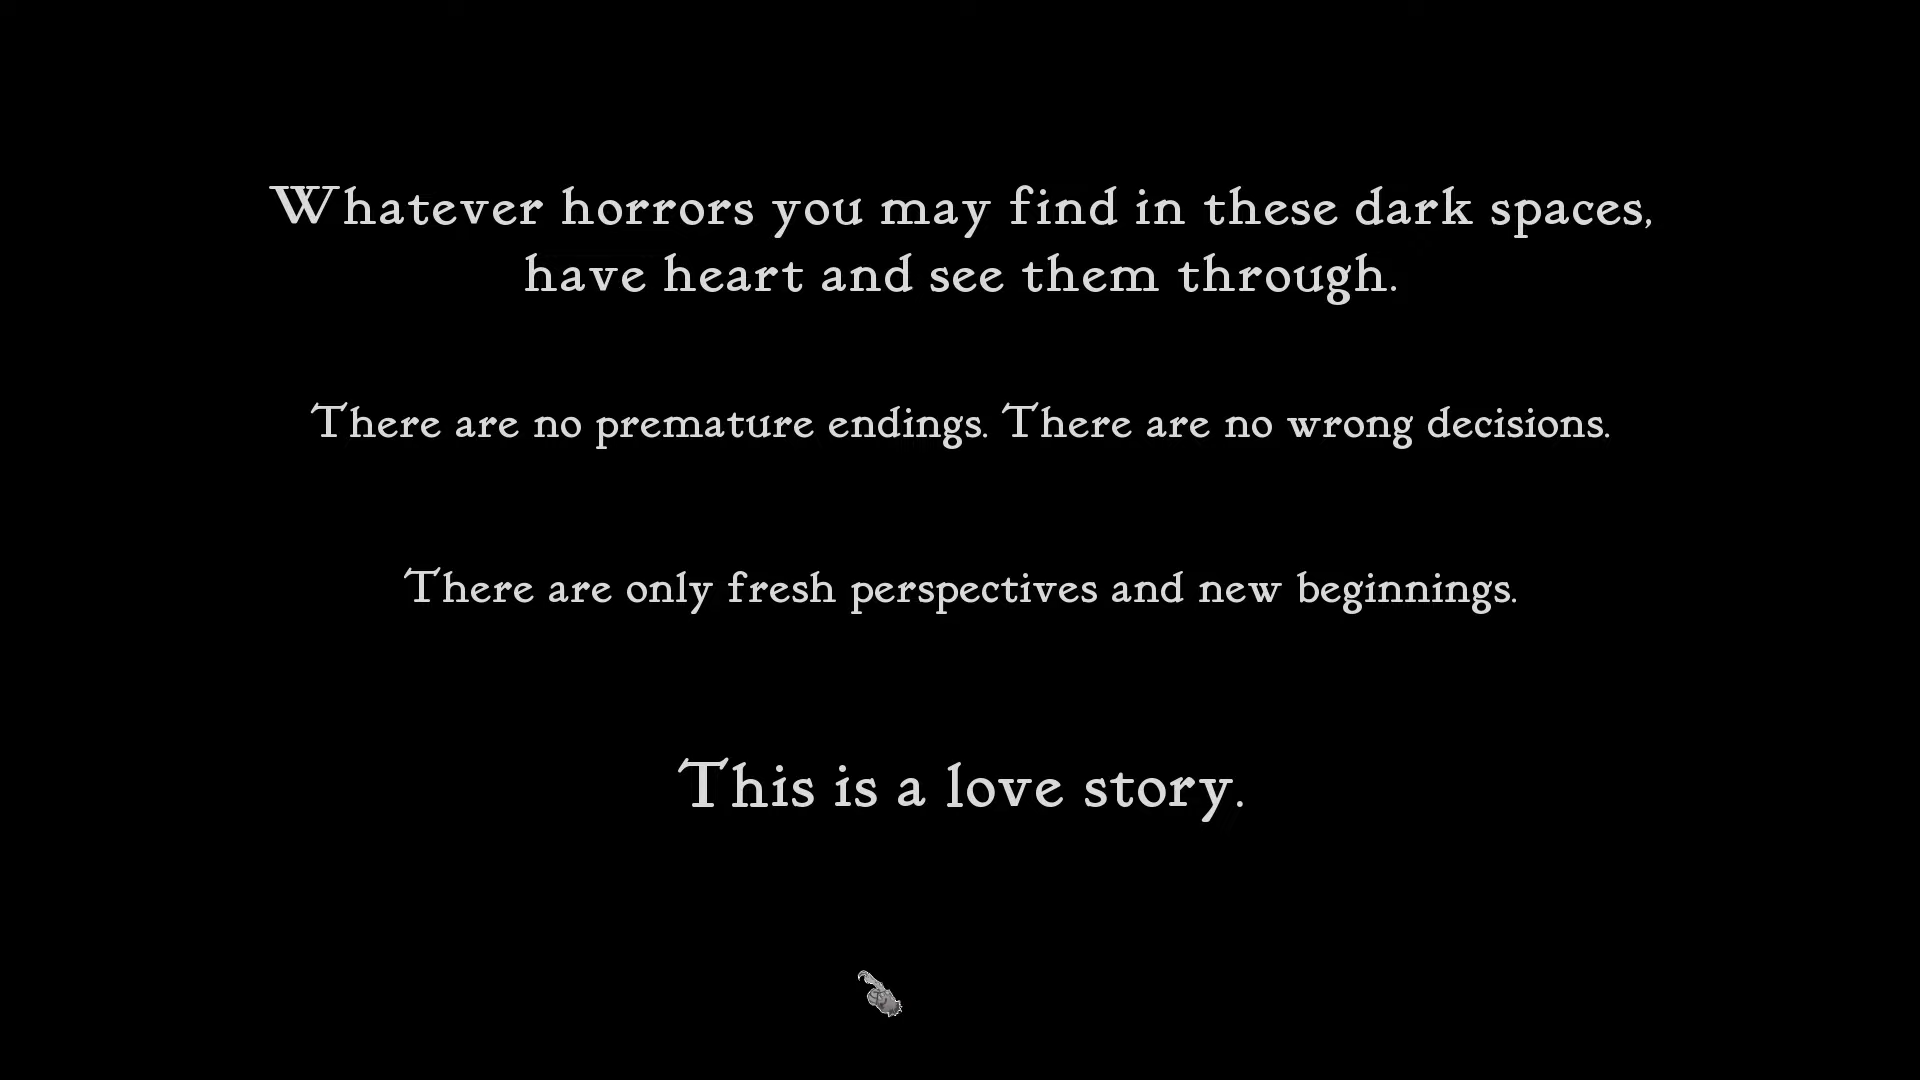 Whatever horrors you may find in these dark spaces,
have heart and see them through.
There are no premature endings. There are no wrong decisions.
There are only fresh perspectives and new beginnings.
This is a love story.